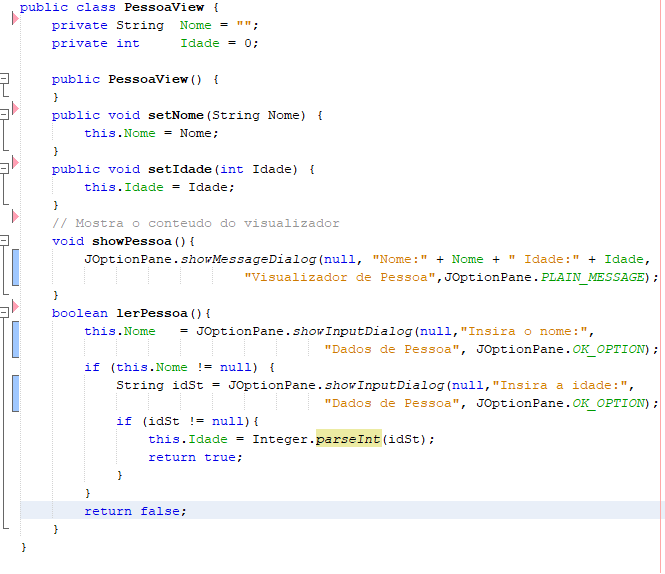 public class PessoaView {
    private String  Nome = "";
    private int     Idade = 0;

    public PessoaView() {
    }
    public void setNome(String Nome) {
        this.Nome = Nome;
    }
    public void setIdade(int Idade) {
        this.Idade = Idade;
    }
    // Mostra o conteudo do visualizador
    void showPessoa(){
        JOptionPane.showMessageDialog(null, "Nome:" + Nome + " Idade:" + Idade,
                            "Visualizador de Pessoa",JOptionPane.PLAIN_MESSAGE);
    }
    boolean lerPessoa(){
        this.Nome   = JOptionPane.showInputDialog(null,"Insira o nome:",
                                      "Dados de Pessoa", JOptionPane.OK_OPTION);
        if (this.Nome != null) {
            String idSt = JOptionPane.showInputDialog(null,"Insira a idade:",
                                      "Dados de Pessoa", JOptionPane.OK_OPTION);
            if (idSt != null){
                this.Idade = Integer.parseInt(idSt);
                return true;
            }
        }
        return false;
    }
}